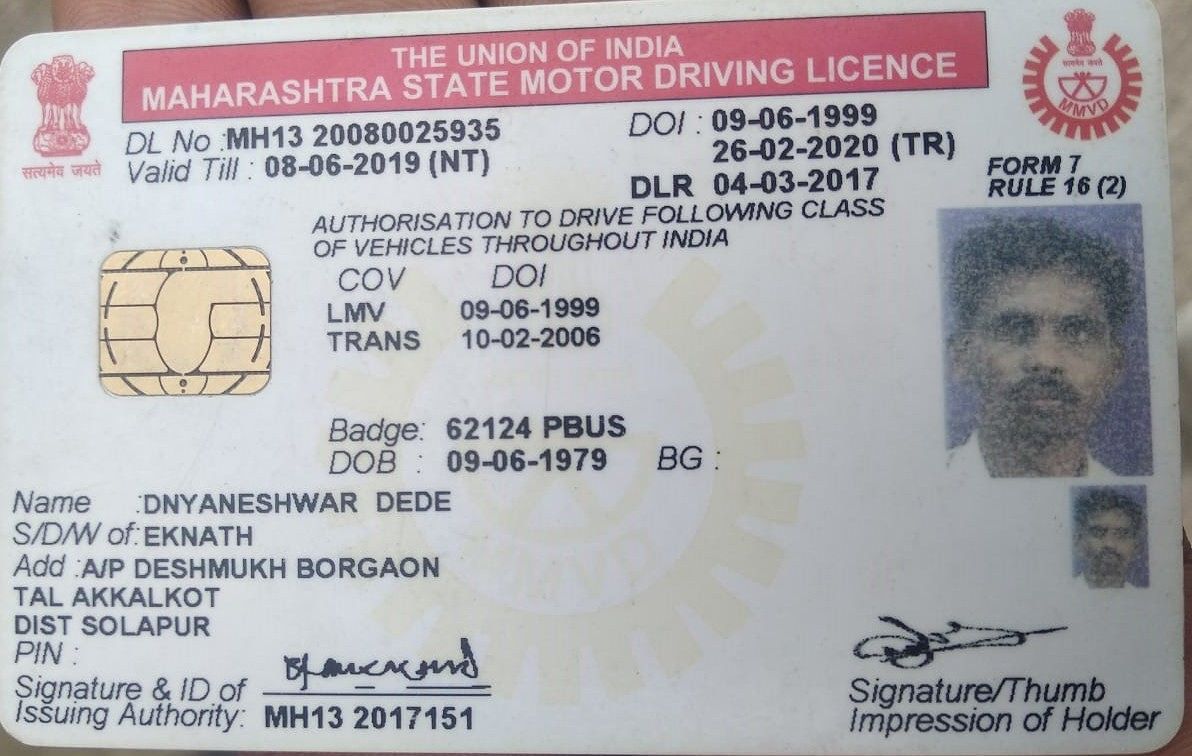 THE UNION OF INDIA
MAHARASHTRA STATE MOTOR DRIVING LICENCE
सत्यमेव जयते
सत्यमेव जयते
MMVD
DL No :MH13 20080025935
DOI : 09-06-1999
Valid Till : 08-06-2019 (NT)
26-02-2020 (TR)
DLR 04-03-2017
FORM 7
RULE 16 (2)
AUTHORISATION TO DRIVE FOLLOWING CLASS
OF VEHICLES THROUGHOUT INDIA
COV DOI
LMV 09-06-1999
TRANS 10-02-2006
Badge: 62124 PBUS
DOB : 09-06-1979 BG :
Name :DNYANESHWAR DEDE
S/D/W of:EKNATH
Add :A/P DESHMUKH BORGAON
TAL AKKALKOT
DIST SOLAPUR
PIN :
MMVD
Signature & ID of
Issuing Authority: MH13 2017151
Signature/Thumb
Impression of Holder